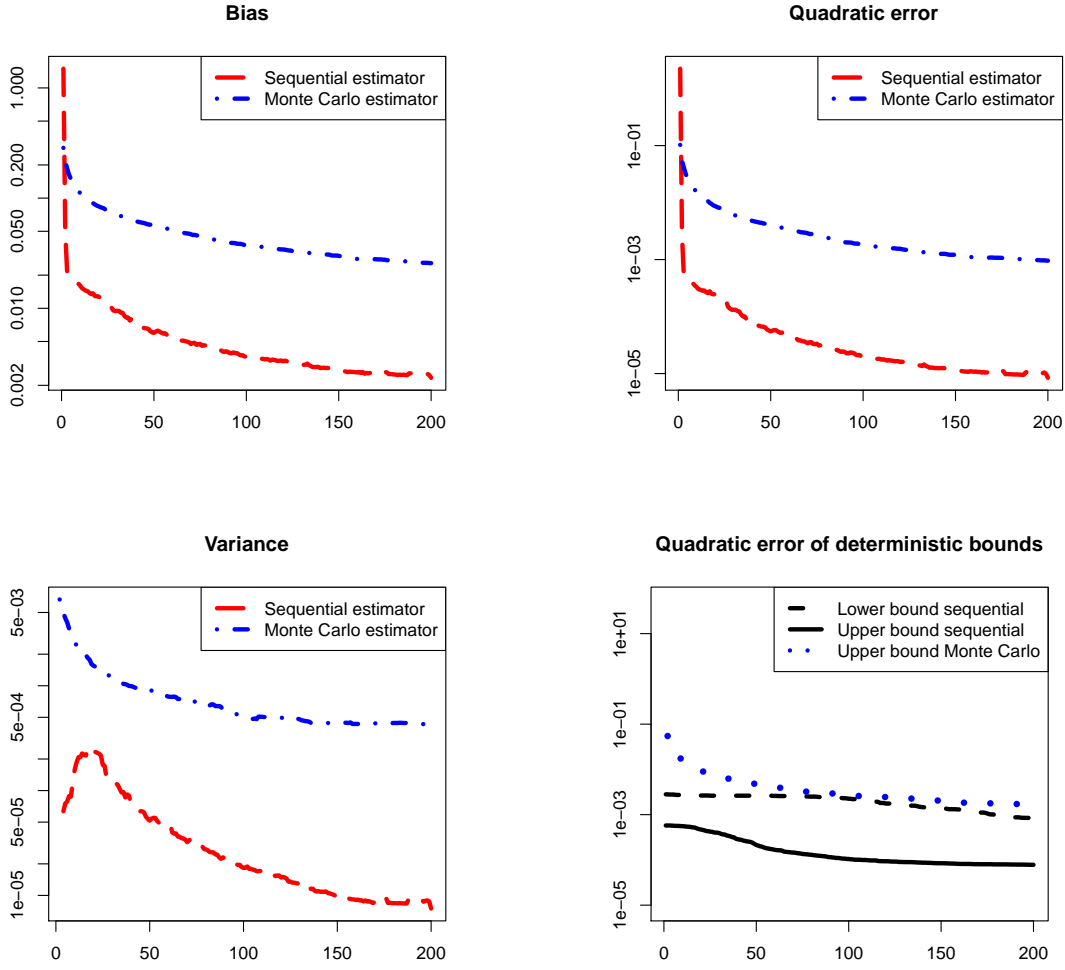 Bias
Sequential estimator
Monte Carlo estimator
1.000
0.200
0.050
0.010
0.002
0 50 100 150 200
Quadratic error
Sequential estimator
Monte Carlo estimator
1e−01
1e−03
1e−05
0 50 100 150 200
Variance
Sequential estimator
Monte Carlo estimator
5e−03
5e−04
5e−05
1e−05
0 50 100 150 200
Quadratic error of deterministic bounds
Lower bound sequential
Upper bound sequential
Upper bound Monte Carlo
1e+01
1e−01
1e−03
1e−05
0 50 100 150 200